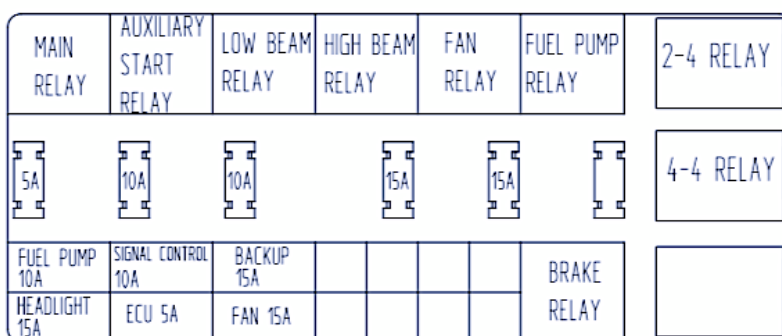 MAIN
RELAY
AUXILIARY
START
RELAY
LOW BEAM
RELAY
HIGH BEAM
RELAY
FAN
RELAY
FUEL PUMP
RELAY
2-4 RELAY
5A
10A
10A
15A
15A
4-4 RELAY
FUEL PUMP
10A
SIGNAL CONTROL
10A
BACKUP
15A
HEADLIGHT
15A
ECU 5A
FAN 15A
BRAKE
RELAY